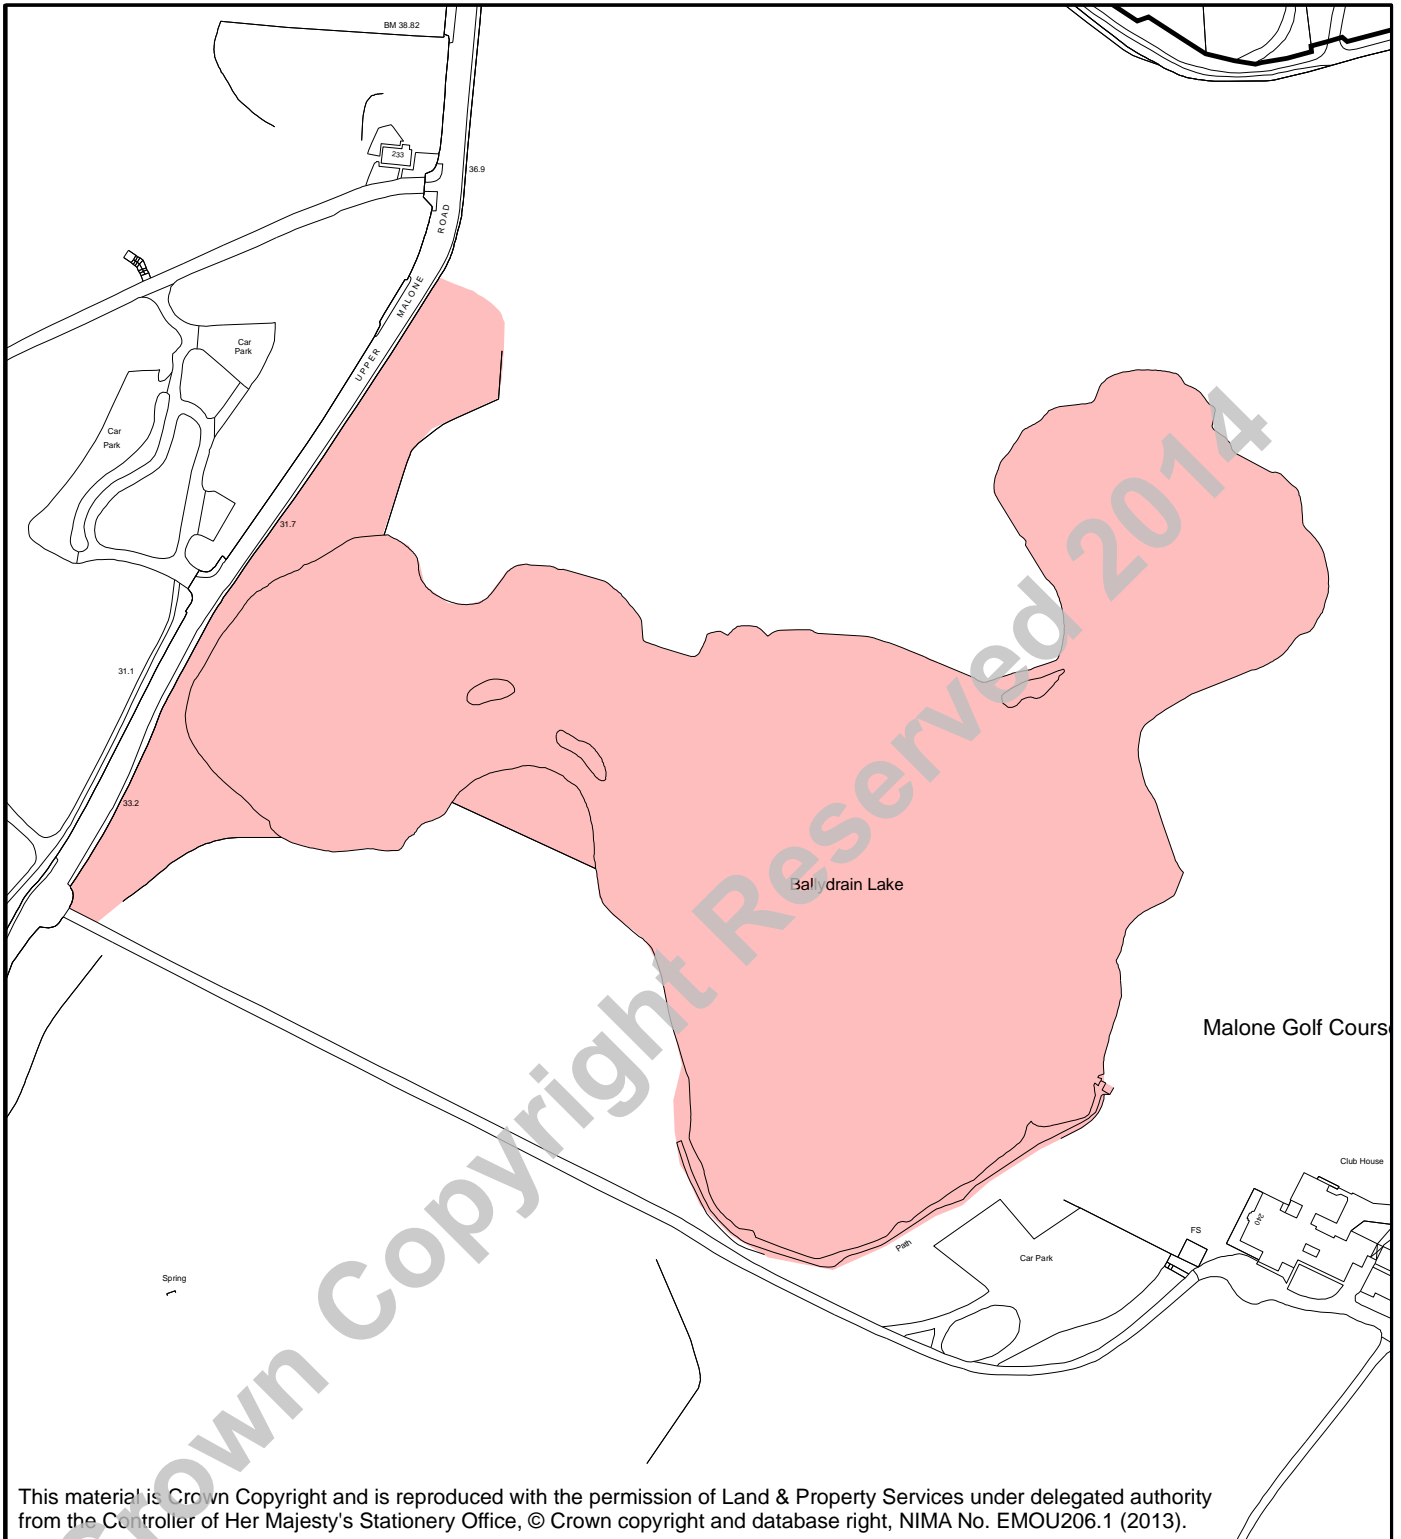 BM 38.82
233
36.9
UPPER MALONE ROAD
Car
Park
Car
Park
31.7
31.1
33.2
Ballydrain Lake
Malone Golf Cours
Club House
240
FS
Path
Car Park
Spring
Crown Copyright Reserved 2014
This material is Crown Copyright and is reproduced with the permission of Land & Property Services under delegated authority
from the Controller of Her Majesty's Stationery Office, © Crown copyright and database right, NIMA No. EMOU206.1 (2013).